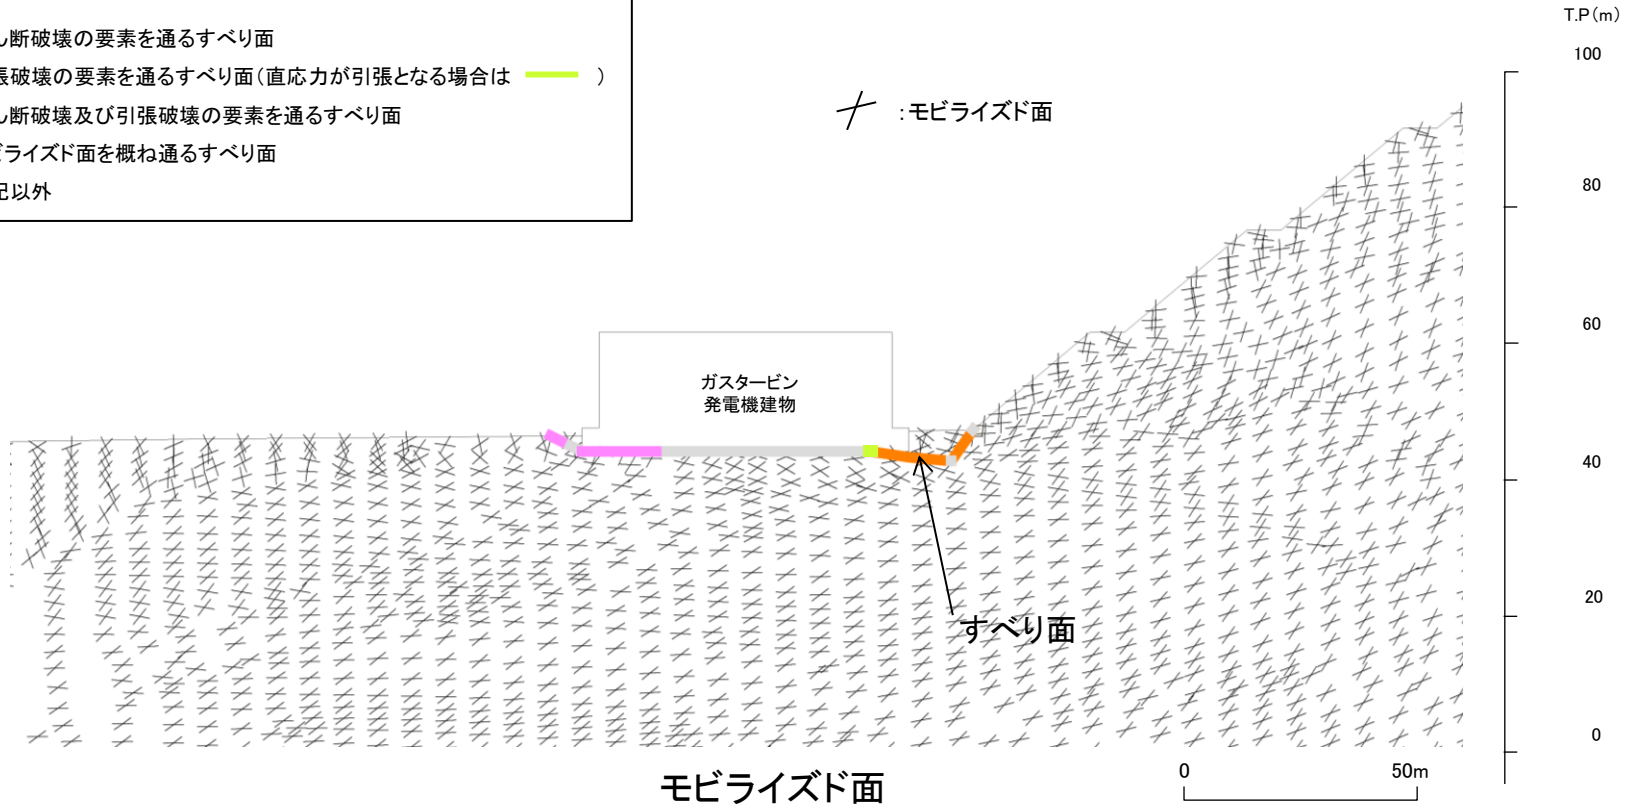 ん断破壊の要素を通るすべり面
張破壊の要素を通るすべり面(直応力が引張となる場合は ）
ん断破壊及び引張破壊の要素を通るすべり面
ビライズド面を概ね通るすべり面
記以外
：モビライズド面
T.P(m)
100
80
60
40
20
0
ガスタービン
発電機建物
すべり面
モビライズド面
0 50m